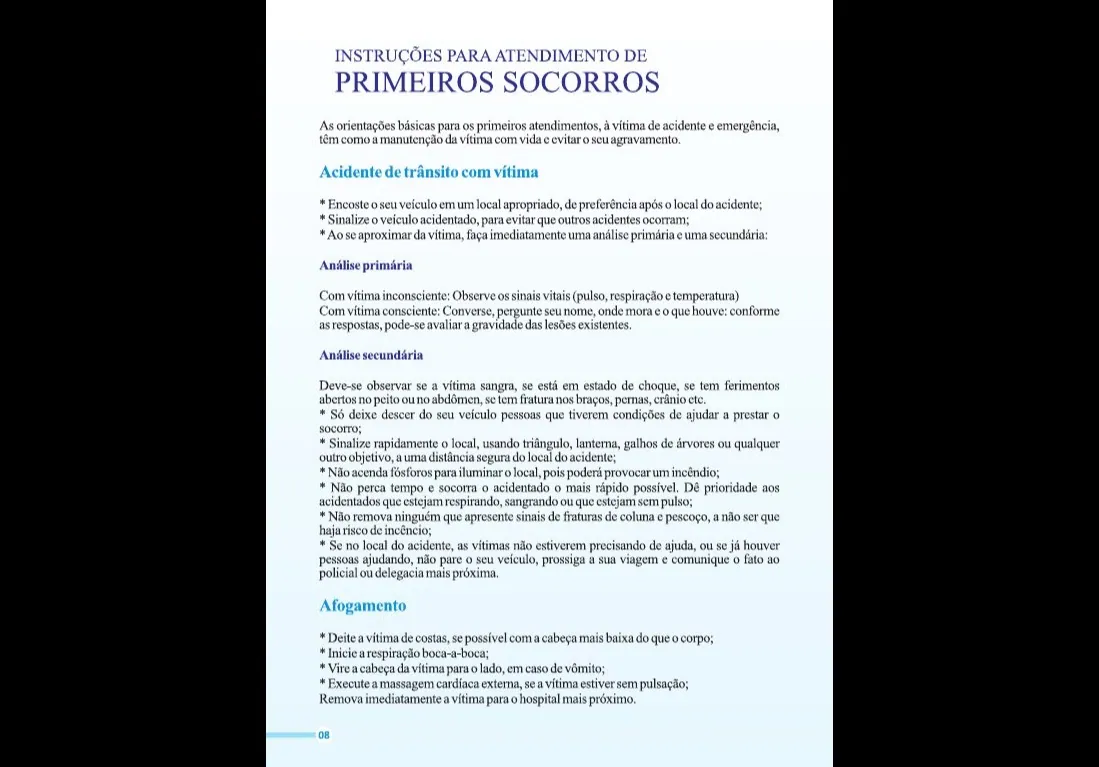 INSTRUÇÕES PARA ATENDIMENTO DE
PRIMEIROS SOCORROS
As orientações básicas para os primeiros atendimentos, à vítima de acidente e emergência,
têm como a manutenção da vítima com vida e evitar o seu agravamento.
Acidente de trânsito com vítima
* Encoste o seu veículo em um local apropriado, de preferência após o local do acidente;
* Sinalize o veículo acidentado, para evitar que outros acidentes ocorram;
* Ao se aproximar da vítima, faça imediatamente uma análise primária e uma secundária:
Análise primária
Com vítima inconsciente: Observe os sinais vitais (pulso, respiração e temperatura)
Com vítima consciente: Converse, pergunte seu nome, onde mora e o que houve: conforme
as respostas, pode-se avaliar a gravidade das lesões existentes.
Análise secundária
Deve-se observar se a vítima sangra, se está em estado de choque, se tem ferimentos
abertos no peito ou no abdômen, se tem fratura nos braços, pernas, crânio etc.
* Só deixe descer do seu veículo pessoas que tiverem condições de ajudar a prestar o
socorro;
* Sinalize rapidamente o local, usando triângulo, lanterna, galhos de árvores ou qualquer
outro objetivo, a uma distância segura do local do acidente;
* Não acenda fósforos para iluminar o local, pois poderá provocar um incêndio;
* Não perca tempo e socorra o acidentado o mais rápido possível. Dê prioridade aos
acidentados que estejam respirando, sangrando ou que estejam sem pulso;
* Não remova ninguém que apresente sinais de fraturas de coluna e pescoço, a não ser que
haja risco de incêncio;
* Se no local do acidente, as vítimas não estiverem precisando de ajuda, ou se já houver
pessoas ajudando, não pare o seu veículo, prossiga a sua viagem e comunique o fato ao
policial ou delegacia mais próxima.
Afogamento
* Deite a vítima de costas, se possível com a cabeça mais baixa do que o corpo;
* Inicie a respiração boca-a-boca;
* Vire a cabeça da vítima para o lado, em caso de vômito;
* Execute a massagem cardíaca externa, se a vítima estiver sem pulsação;
Remova imediatamente a vítima para o hospital mais próximo.
08